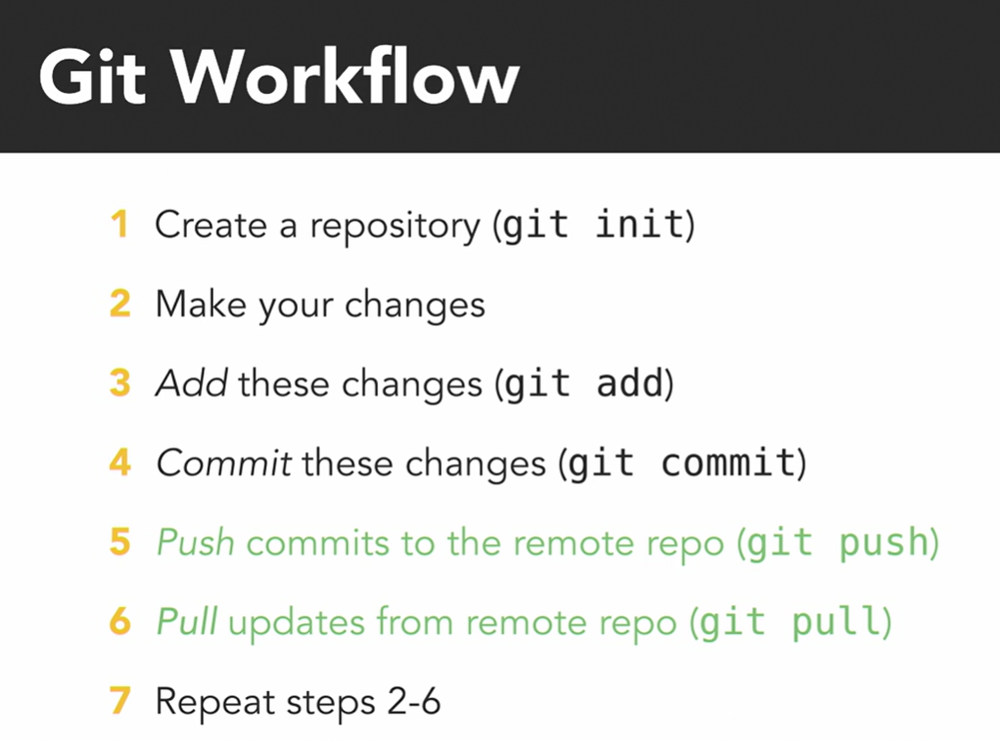 Git Workflow
1 Create a repository (git init)
2 Make your changes
3 Add these changes (git add)
4 Commit these changes (git commit)
5 Push commits to the remote repo (git push)
6 Pull updates from remote repo (git pull)
7 Repeat steps 2-6